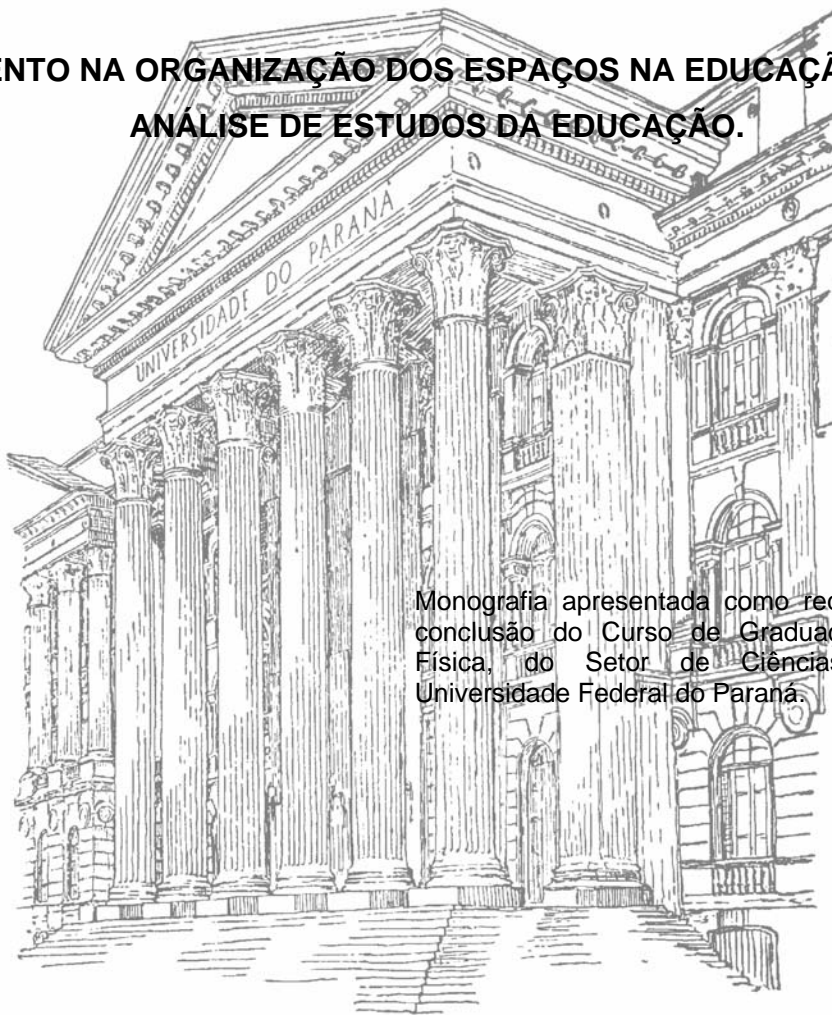 ENTO NA ORGANIZAÇÃO DOS ESPAÇOS NA EDUCAÇÃ
ANÁLISE DE ESTUDOS DA EDUCAÇÃO.
UNIVERSIDADE DO PARANÁ
Monografia apresentada como req
conclusão do Curso de Graduaç
Física, do Setor de Ciências
Universidade Federal do Paraná.